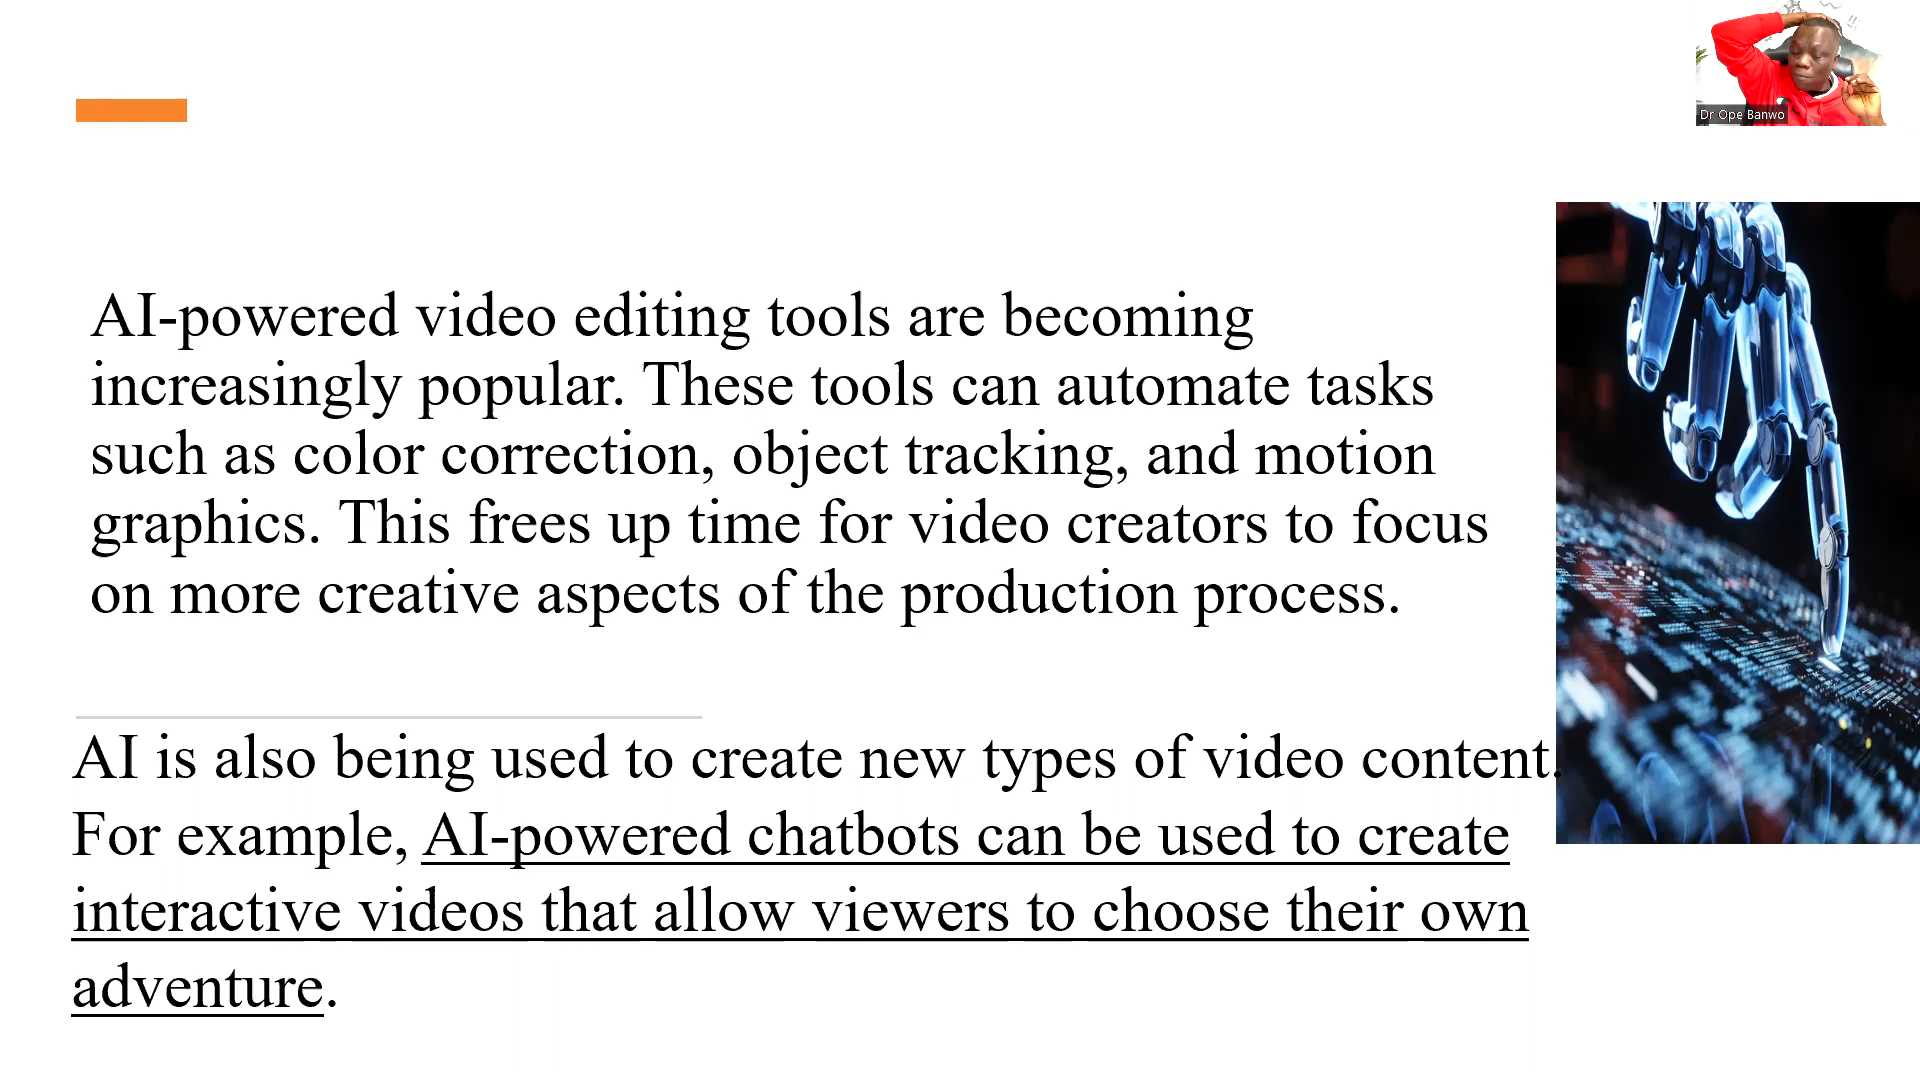 Dr Ope Banwo
AI-powered video editing tools are becoming
increasingly popular. These tools can automate tasks
such as color correction, object tracking, and motion
graphics. This frees up time for video creators to focus
on more creative aspects of the production process.
AI is also being used to create new types of video content.
For example, AI-powered chatbots can be used to create
interactive videos that allow viewers to choose their own
adventure.